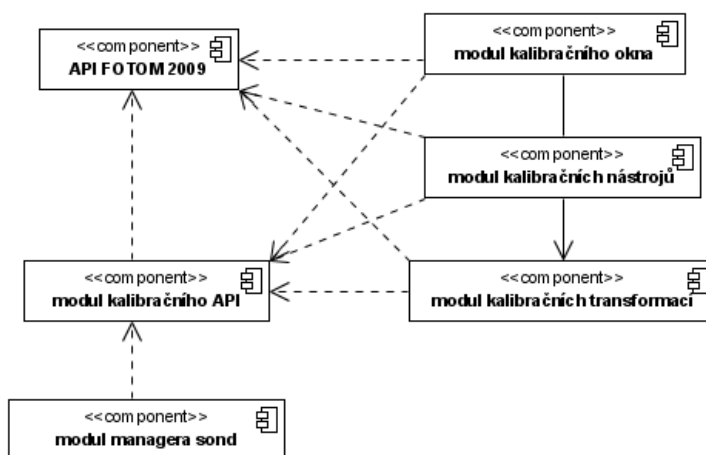 <<component>>
API FOTOM 2009
<<component>>
modul kalibračního okna
<<component>>
modul kalibračních nástrojů
<<component>>
modul kalibračního API
<<component>>
modul kalibračních transformací
<<component>>
modul managera sond